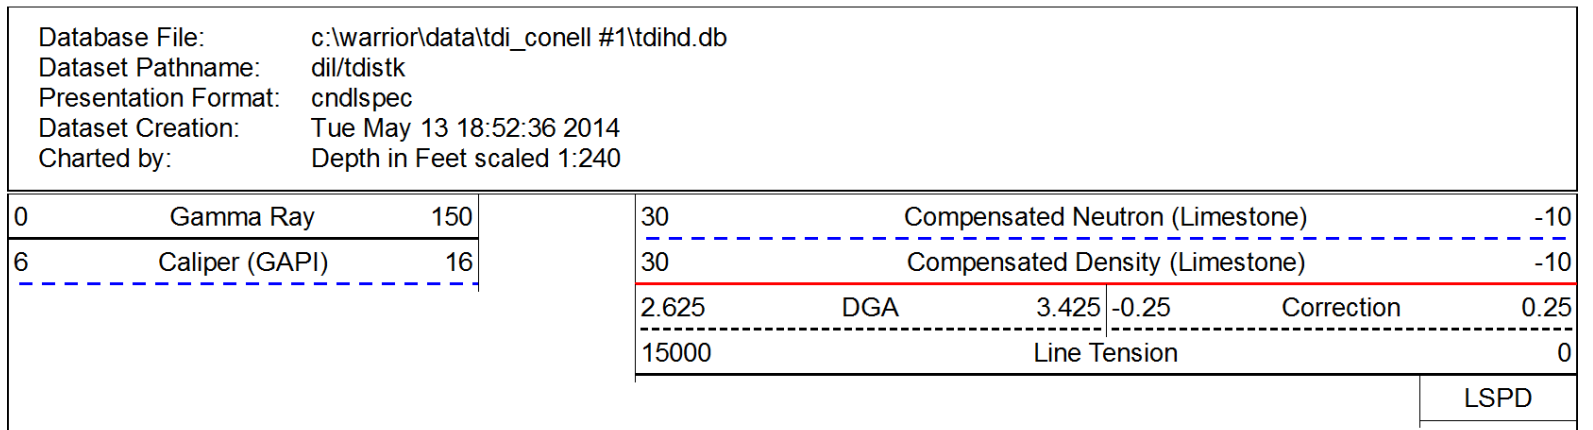 Database File: c:\warrior\data\tdi_conell #1\tdihd.db
Dataset Pathname: dil/tdistk
Presentation Format: cndlspec
Dataset Creation: Tue May 13 18:52:36 2014
Charted by: Depth in Feet scaled 1:240
0 Gamma Ray 150 30 Compensated Neutron (Limestone) -10
6 Caliper (GAPI) 16 30 Compensated Density (Limestone) -10
2.625 DGA 3.425 -0.25 Correction 0.25
15000 Line Tension 0
LSPD